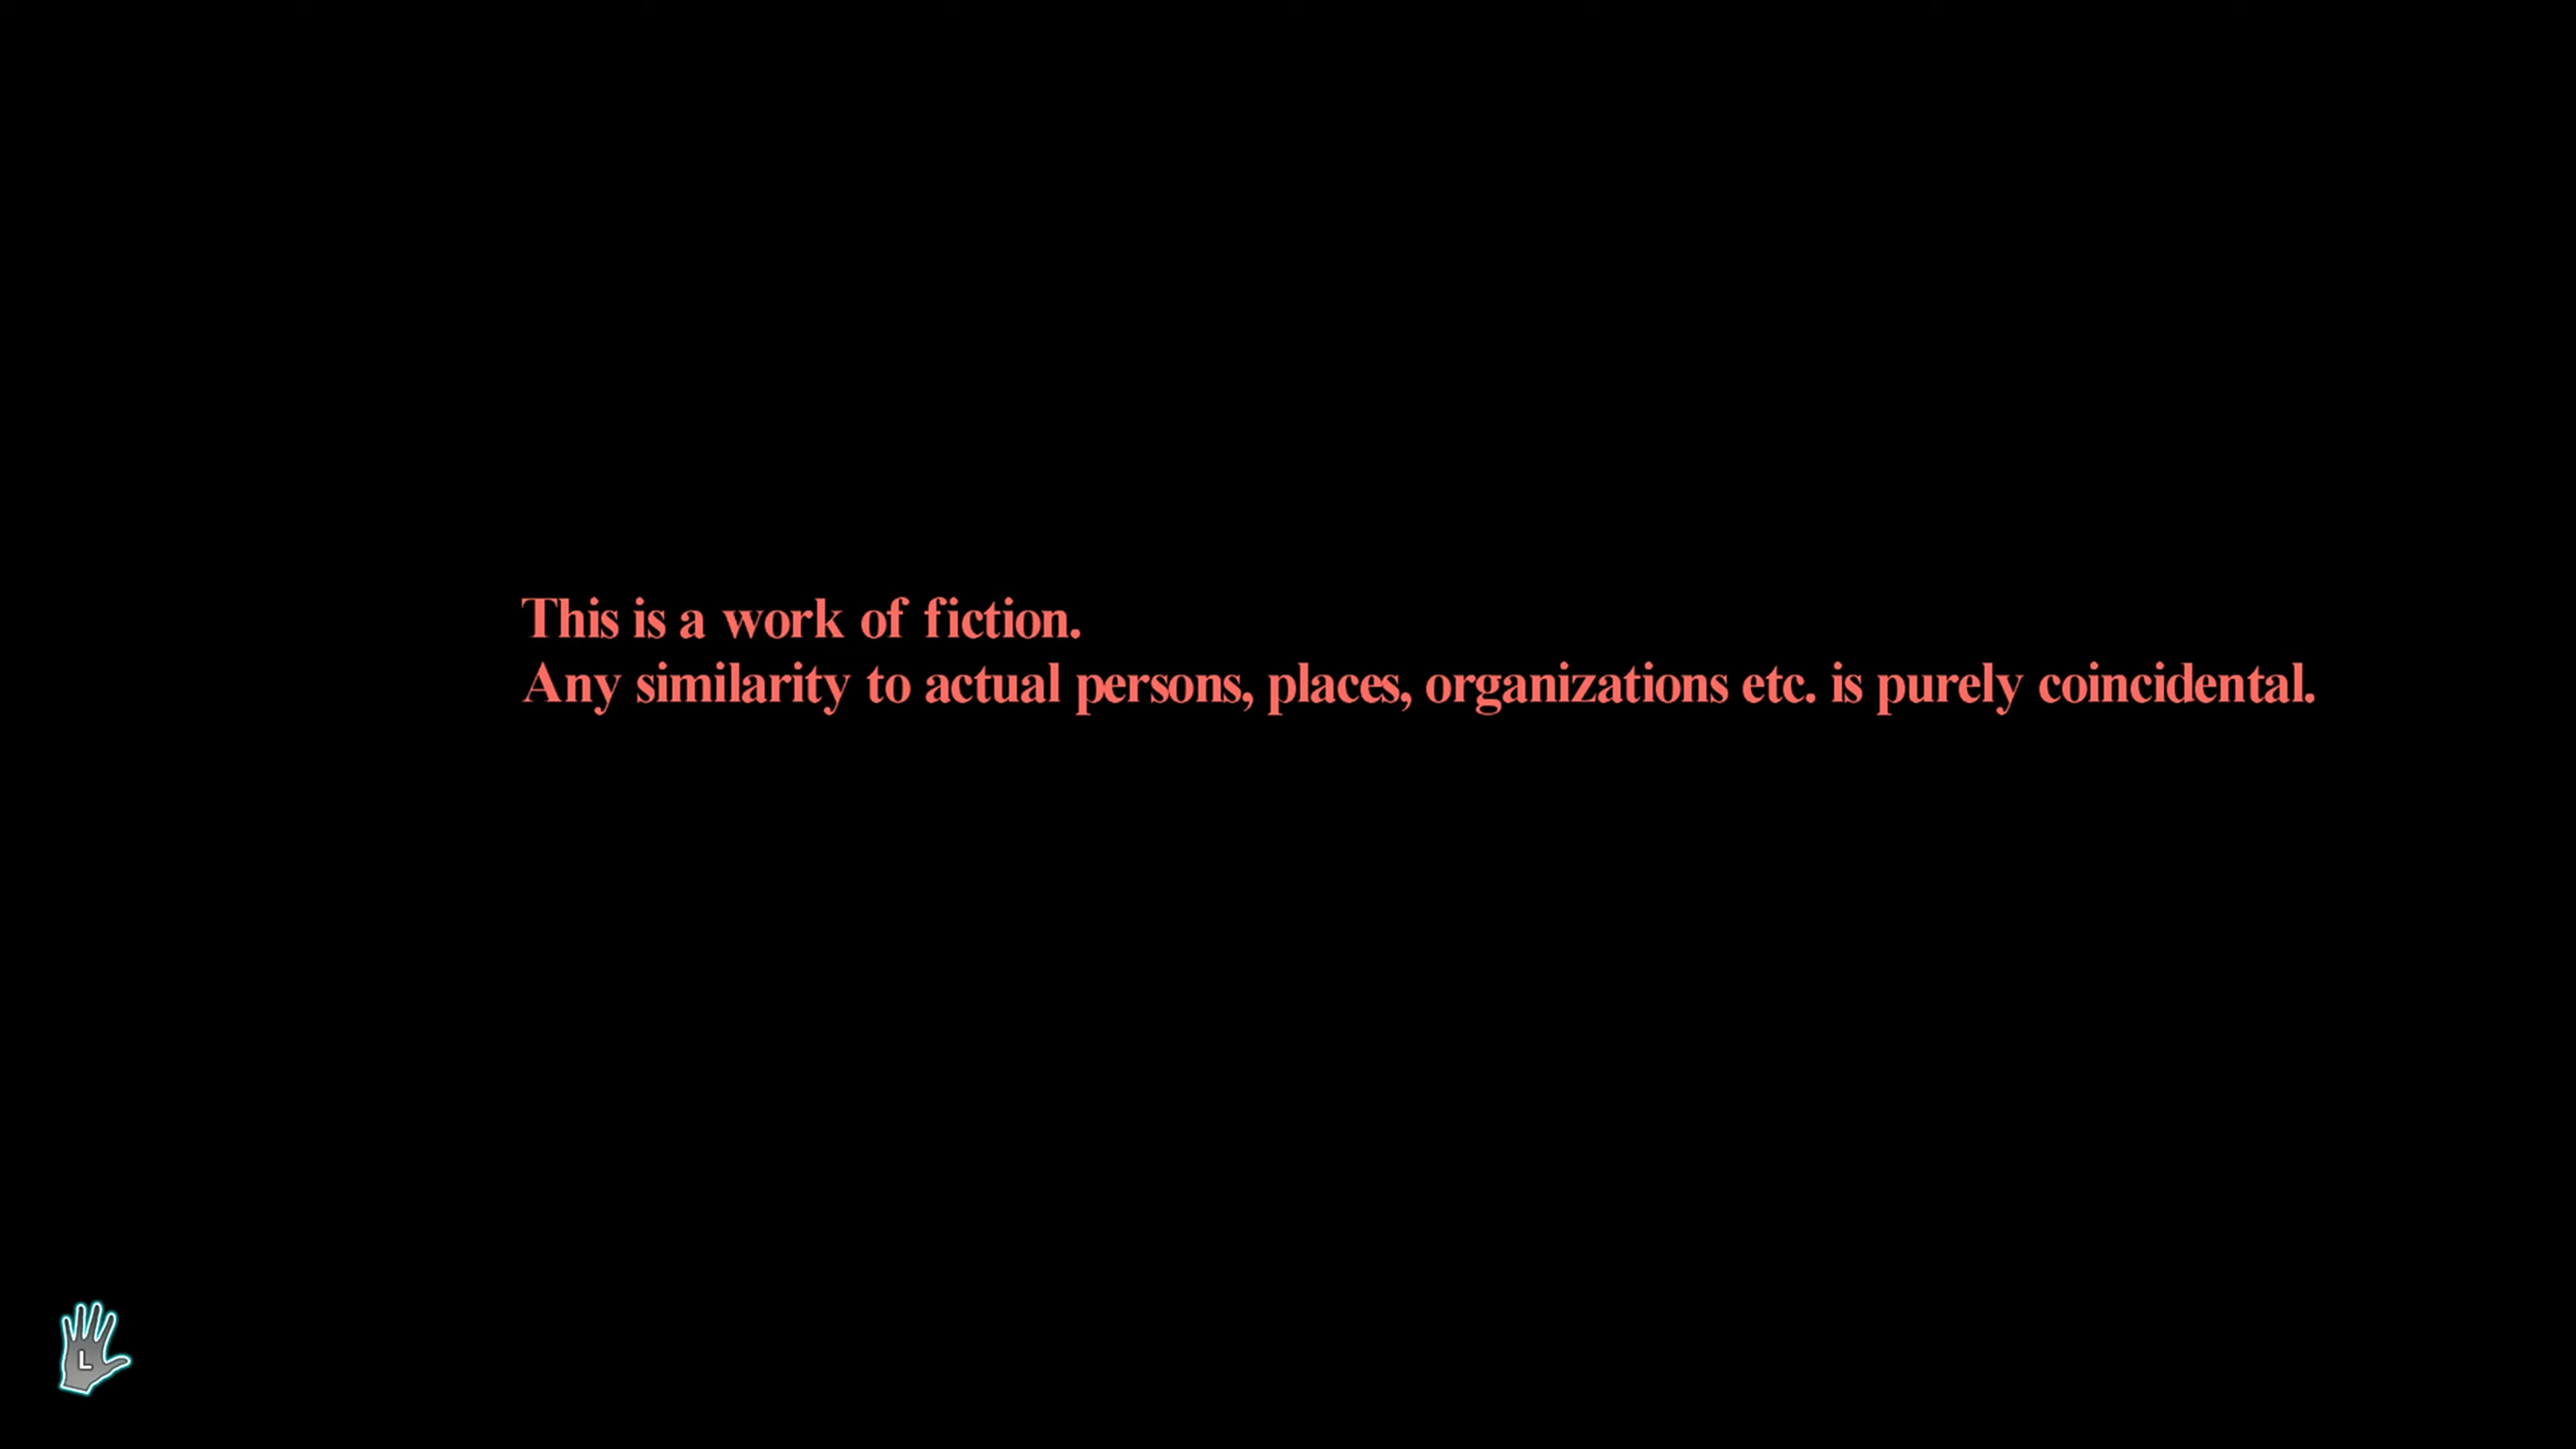 This is a work of fiction.
Any similarity to actual persons, places, organizations etc. is purely coincidental.
L